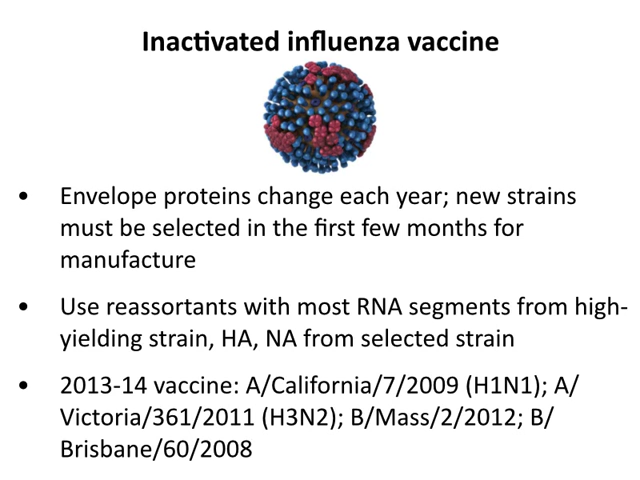 Inactivated influenza vaccine
• Envelope proteins change each year; new strains
must be selected in the first few months for
manufacture
• Use reassortants with most RNA segments from high-
yielding strain, HA, NA from selected strain
• 2013-14 vaccine: A/California/7/2009 (H1N1); A/
Victoria/361/2011 (H3N2); B/Mass/2/2012; B/
Brisbane/60/2008